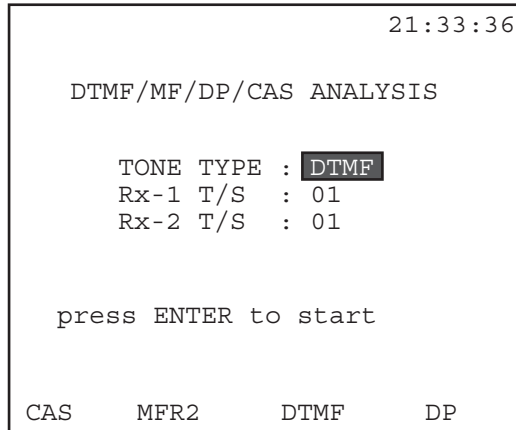 21:33:36
DTMF/MF/DP/CAS ANALYSIS
TONE TYPE : DTMF
Rx-1 T/S : 01
Rx-2 T/S : 01
press ENTER to start
CAS MFR2 DTMF DP